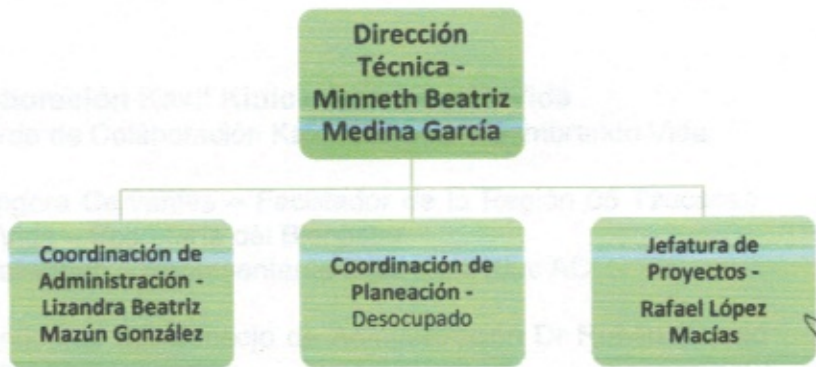 Dirección
Técnica -
Minneth Beatriz
Medina García
Coordinación de
Administración -
Lizandra Beatriz
Mazún González
Coordinación de
Planeación -
Desocupado
Jefatura de
Proyectos -
Rafael López
Macías